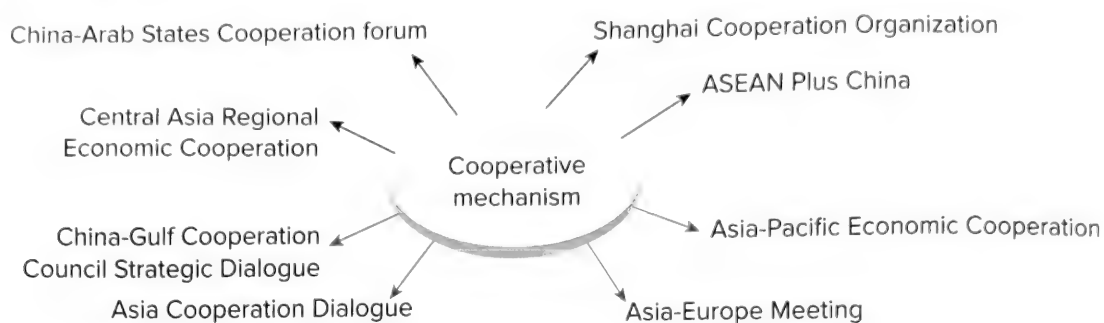 China-Arab States Cooperation forum
Shanghai Cooperation Organization
ASEAN Plus China
Central Asia Regional
Economic Cooperation
Cooperative
mechanism
China-Gulf Cooperation
Council Strategic Dialogue
Asia-Pacific Economic Cooperation
Asia Cooperation Dialogue
Asia-Europe Meeting